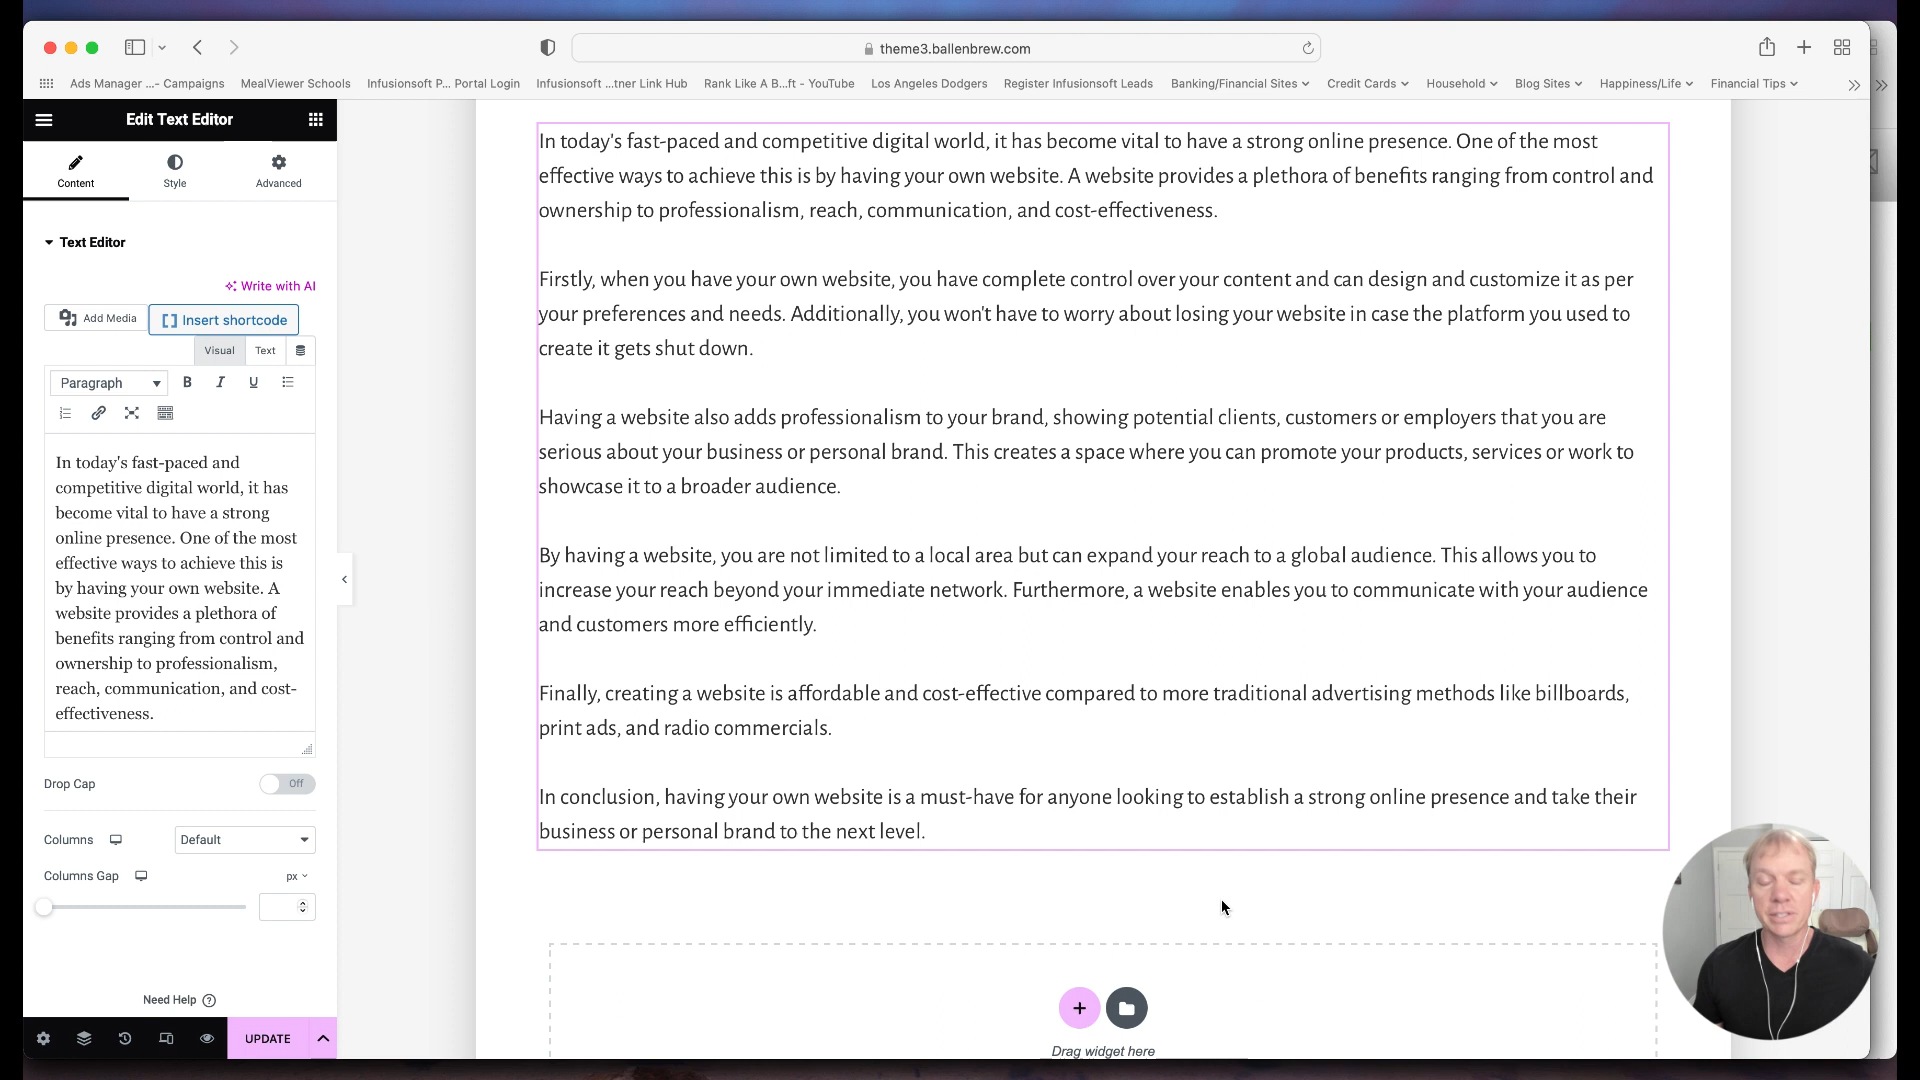 theme3.ballenbrew.com
Ads Manager ...- Campaigns
MealViewer Schools
Infusionsoft P... Portal Login
Infusionsoft ...tner Link Hub
Rank Like A B...ft - YouTube
Los Angeles Dodgers
Register Infusionsoft Leads
Banking/Financial Sites
Credit Cards
Household
Blog Sites
Happiness/Life
Financial Tips
Edit Text Editor
Content
Style
Advanced
Text Editor
Write with AI
Add Media
Insert shortcode
Visual
Text
Paragraph
B
I
U
In today's fast-paced and
competitive digital world, it has
become vital to have a strong
online presence. One of the most
effective ways to achieve this is
by having your own website. A
website provides a plethora of
benefits ranging from control and
ownership to professionalism,
reach, communication, and cost-
effectiveness.
Drop Cap
Off
Columns
Default
Columns Gap
px
Need Help
UPDATE
In today's fast-paced and competitive digital world, it has become vital to have a strong online presence. One of the most
effective ways to achieve this is by having your own website. A website provides a plethora of benefits ranging from control and
ownership to professionalism, reach, communication, and cost-effectiveness.
Firstly, when you have your own website, you have complete control over your content and can design and customize it as per
your preferences and needs. Additionally, you won't have to worry about losing your website in case the platform you used to
create it gets shut down.
Having a website also adds professionalism to your brand, showing potential clients, customers or employers that you are
serious about your business or personal brand. This creates a space where you can promote your products, services or work to
showcase it to a broader audience.
By having a website, you are not limited to a local area but can expand your reach to a global audience. This allows you to
increase your reach beyond your immediate network. Furthermore, a website enables you to communicate with your audience
and customers more efficiently.
Finally, creating a website is affordable and cost-effective compared to more traditional advertising methods like billboards,
print ads, and radio commercials.
In conclusion, having your own website is a must-have for anyone looking to establish a strong online presence and take their
business or personal brand to the next level.
Drag widget here